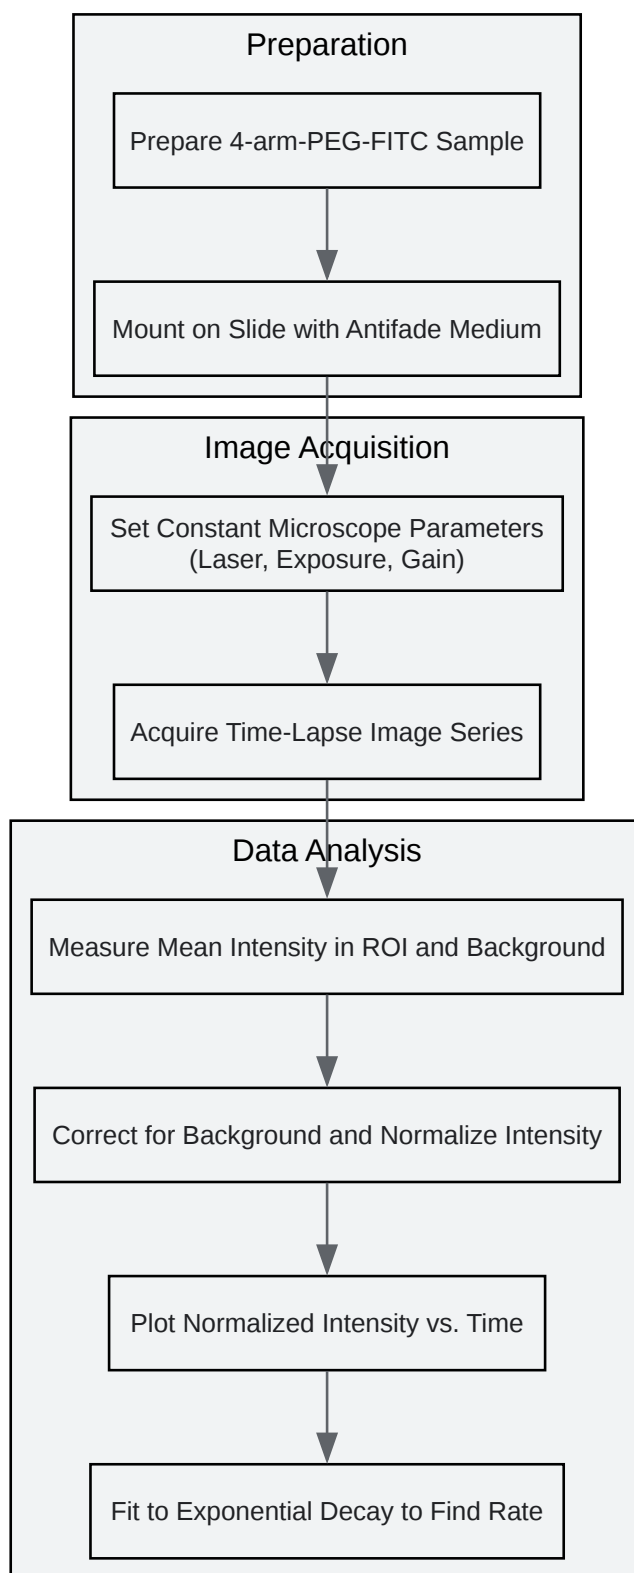 Preparation
Prepare 4-arm-PEG-FITC Sample
Mount on Slide with Antifade Medium
Image Acquisition
Set Constant Microscope Parameters
(Laser, Exposure, Gain)
Acquire Time-Lapse Image Series
Data Analysis
Measure Mean Intensity in ROI and Background
Correct for Background and Normalize Intensity
Plot Normalized Intensity vs. Time
Fit to Exponential Decay to Find Rate